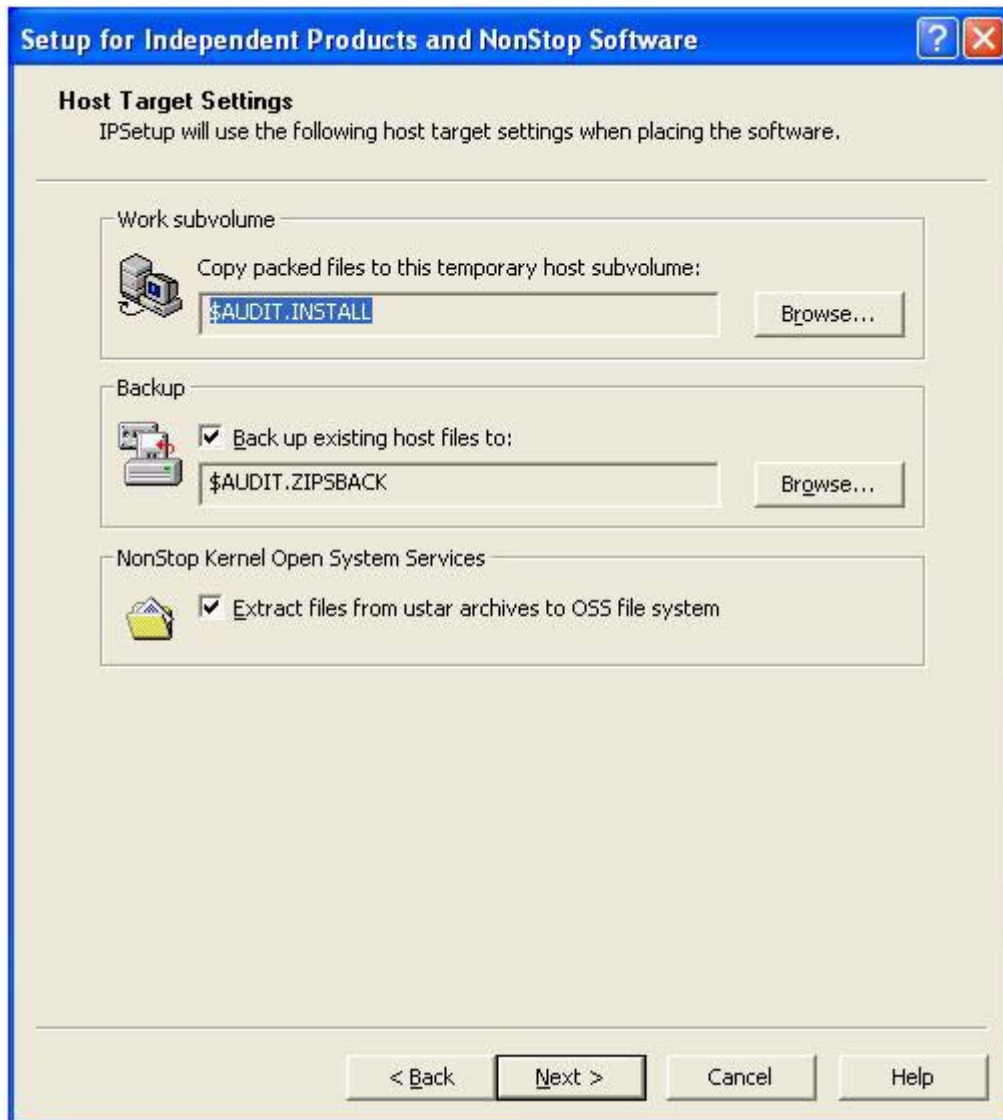 Setup for Independent Products and NonStop Software
Host Target Settings
IPSetup will use the following host target settings when placing the software.
Work subvolume
Copy packed files to this temporary host subvolume:
$AUDIT.INSTALL
Browse...
Backup
Back up existing host files to:
$AUDIT.ZIPSBACK
Browse...
NonStop Kernel Open System Services
Extract files from ustar archives to OSS file system
< Back
Next >
Cancel
Help